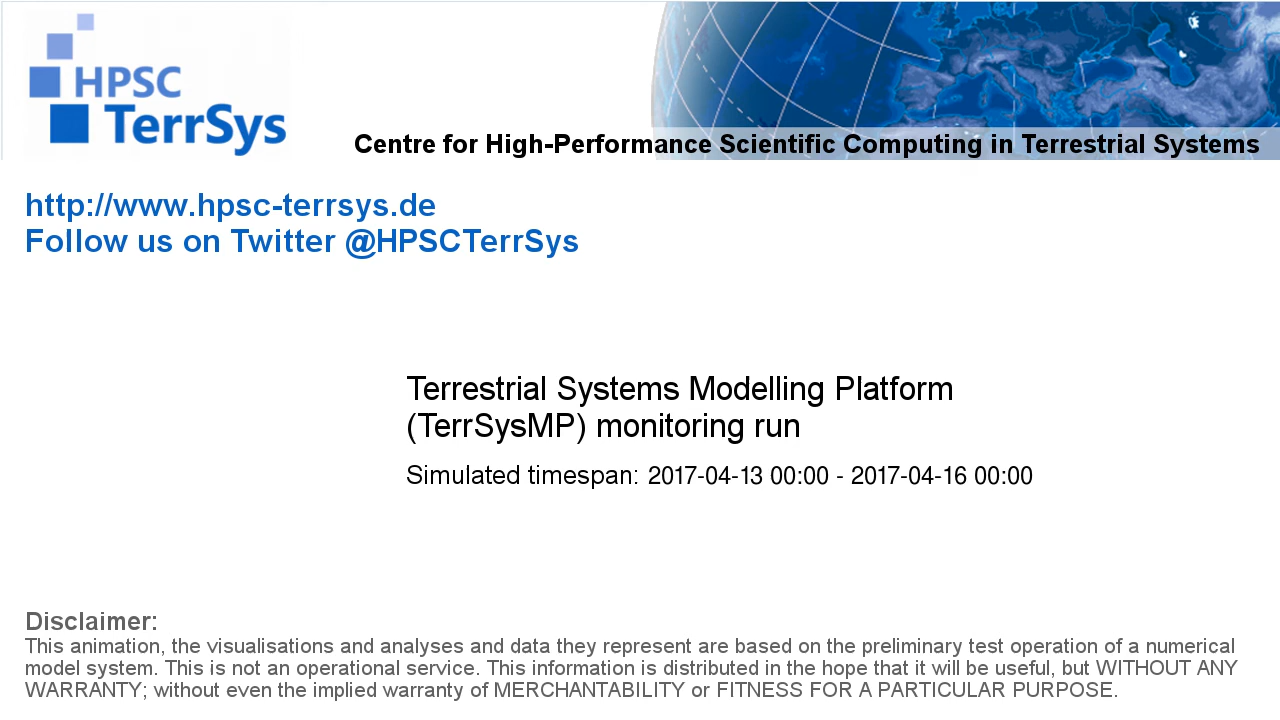 HPSC
TerrSys
Centre for High-Performance Scientific Computing in Terrestrial Systems
http://www.hpsc-terrsys.de
Follow us on Twitter @HPSCTerrSys
Terrestrial Systems Modelling Platform
(TerrSysMP) monitoring run
Simulated timespan: 2017-04-13 00:00 - 2017-04-16 00:00
Disclaimer:
This animation, the visualisations and analyses and data they represent are based on the preliminary test operation of a numerical
model system. This is not an operational service. This information is distributed in the hope that it will be useful, but WITHOUT ANY
WARRANTY; without even the implied warranty of MERCHANTABILITY or FITNESS FOR A PARTICULAR PURPOSE.